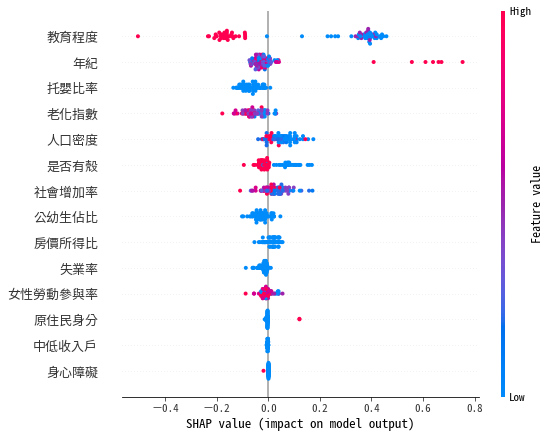 High
教育程度
年紀
托嬰比率
老化指數
人口密度
是否有殼
社會增加率
公幼生佔比
房價所得比
失業率
女性勞動參與率
原住民身分
中低收入戶
身心障礙
Feature value
Low
−0.4 −0.2 0.0 0.2 0.4 0.6 0.8
SHAP value (impact on model output)